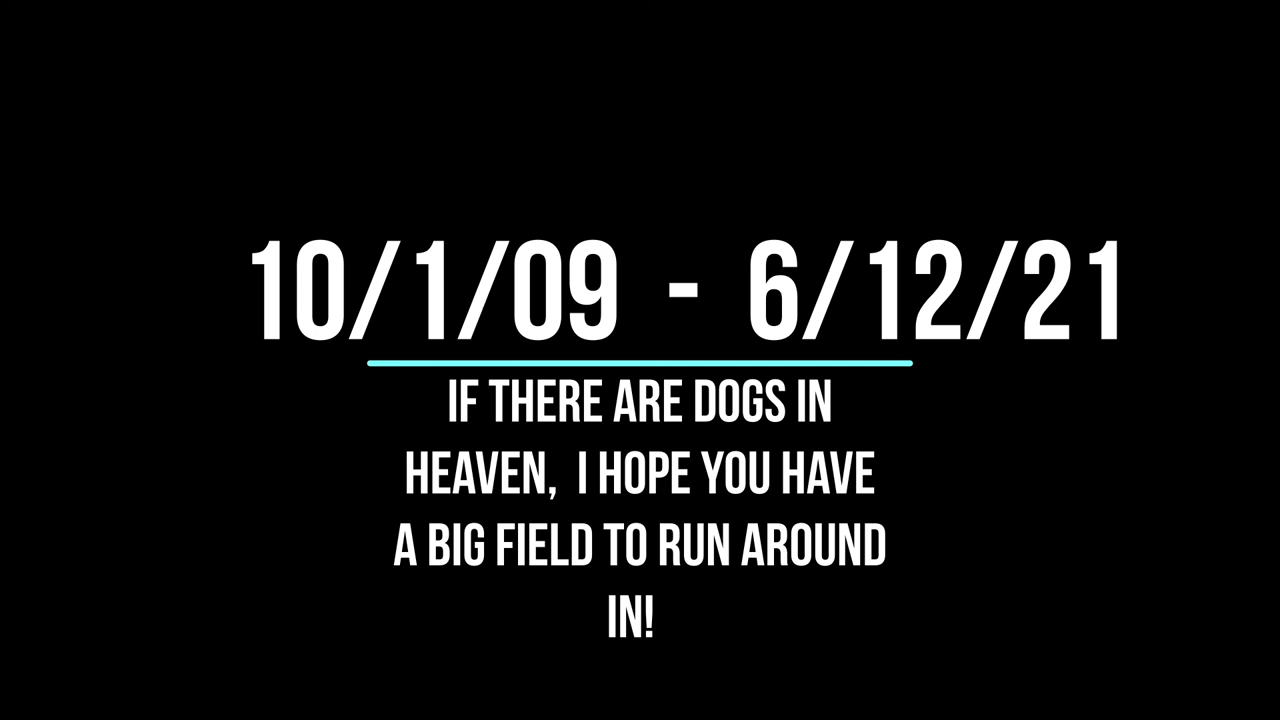 10/1/09 - 6/12/21
IF THERE ARE DOGS IN
HEAVEN, I HOPE YOU HAVE
A BIG FIELD TO RUN AROUND
IN!